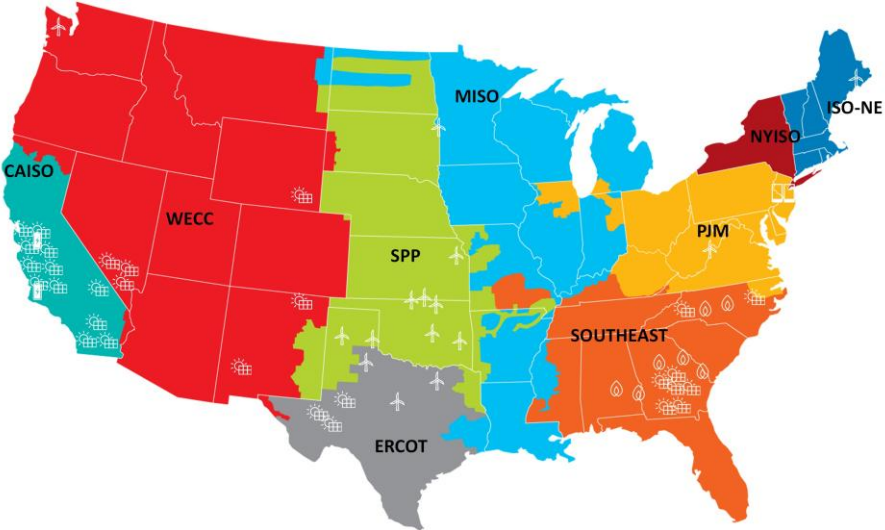 MISO
ISO-NE
NYISO
CAISO
WECC
PJM
SPP
SOUTHEAST
ERCOT